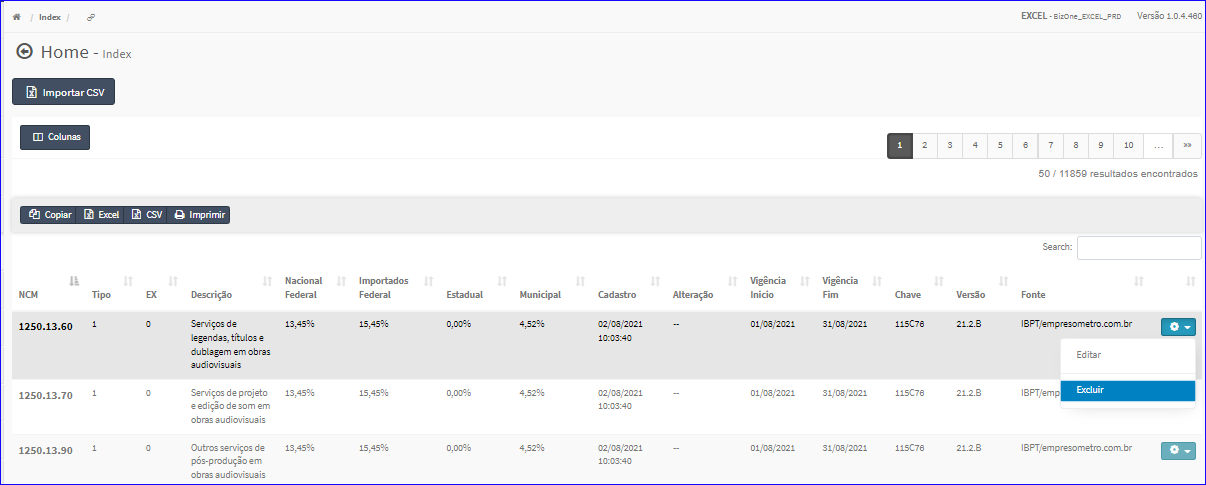 / Index /
EXCEL - BizOne_EXCEL_PRD Versão 1.0.4.460
Home - Index
Importar CSV
Colunas
1 2 3 4 5 6 7 8 9 10 ... »
50 / 11859 resultados encontrados
Copiar Excel CSV Imprimir
Search:
NCM Tipo EX Descrição Nacional Federal Importados Federal Estadual Municipal Cadastro Alteração Vigência Inicio Vigência Fim Chave Versão Fonte
1250.13.60 1 0 Serviços de 13,45% 15,45% 0,00% 4,52% 02/08/2021 -- 01/08/2021 31/08/2021 115C76 21.2.B IBPT/empresometro.com.br
legendas, títulos e 10:03:40
dublagem em obras
audiovisuais
Editar
Excluir
1250.13.70 1 0 Serviços de projeto 13,45% 15,45% 0,00% 4,52% 02/08/2021 -- 01/08/2021 31/08/2021 115C76 21.2.B IBPT/emp
e edição de som em 10:03:40
obras audiovisuais
1250.13.90 1 0 Outros serviços de 13,45% 15,45% 0,00% 4,52% 02/08/2021 -- 01/08/2021 31/08/2021 115C76 21.2.B IBPT/empresometro.com.br
pós-produção em 10:03:40
obras audiovisuais